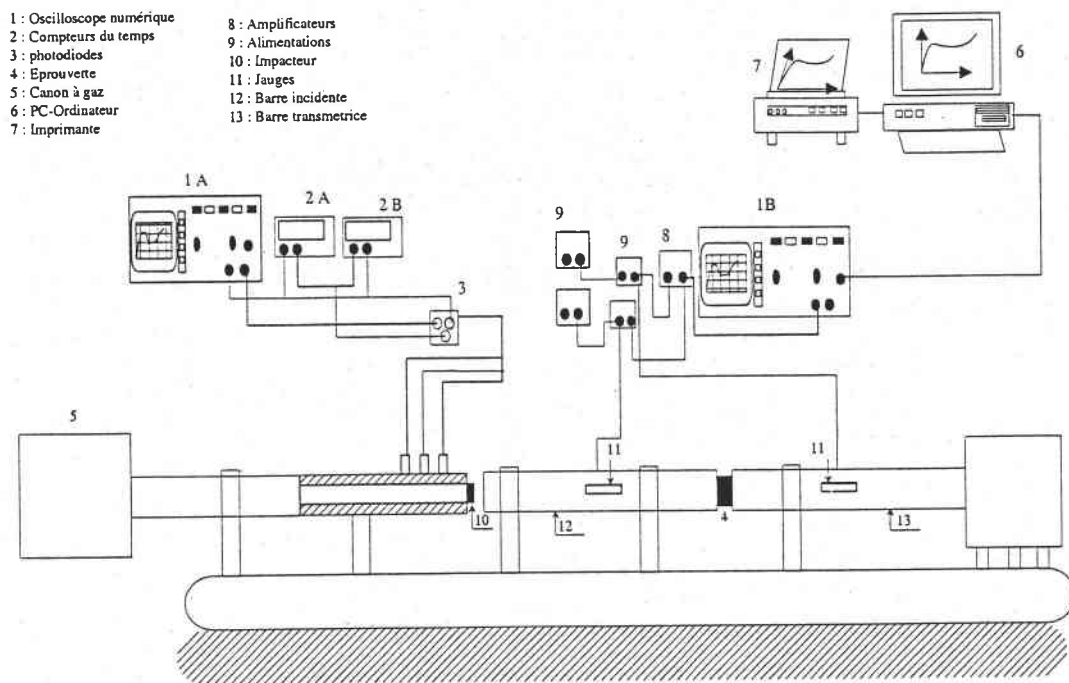 1 : Oscilloscope numérique
2 : Compteurs du temps
3 : photodiodes
4 : Eprouvette
5 : Canon à gaz
6 : PC-Ordinateur
7 : Imprimante
8 : Amplificateurs
9 : Alimentations
10 : Impacteur
11 : Jauges
12 : Barre incidente
13 : Barre transmetrice
7
6
1 A
2 A
2 B
9
9
8
1B
3
5
11
11
10
12
4
13